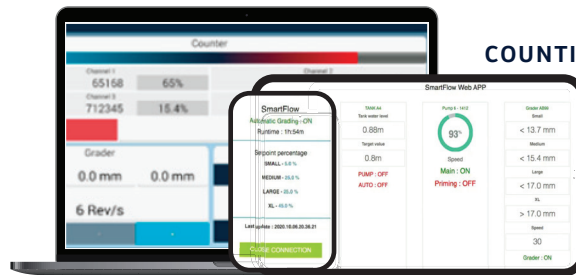 COUNTI
Counter
Channel 1
65168
65%
Channel 2
Channel 3
712345
15.4%
Grader
0.0 mm
0.0 mm
6 Rev/s
SmartFlow
Automatic Grading - ON
Runtime : 1h:54m
Setpoint percentage
SMALL - 5.0 %
MEDIUM - 35.0 %
LARGE - 25.0 %
XL - 45.0 %
Last update : 2020.10.06.20.38.21
CLOSE CONNECTION
SmartFlow Web APP
Tank water level
0.88m
Target value
0.8m
PUMP : OFF
AUTO : OFF
93%
Speed
Main : ON
Priming : OFF
Small
< 13.7 mm
Medium
< 15.4 mm
Large
< 17.0 mm
XL
> 17.0 mm
Speed
30
Grader : ON